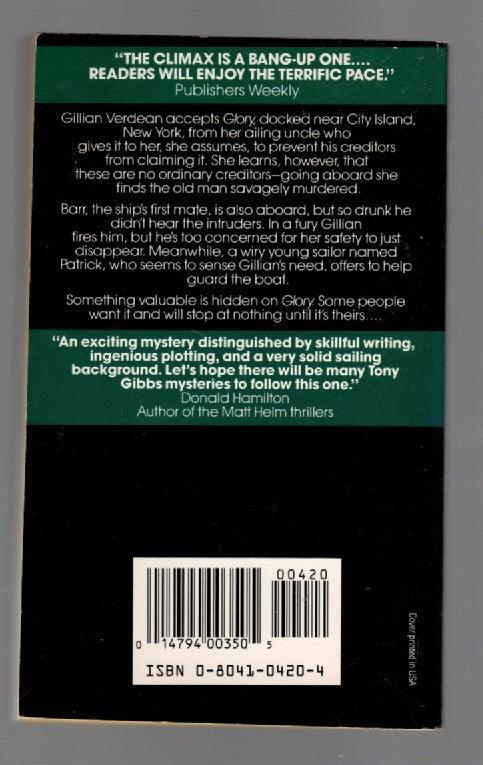 “THE CLIMAX IS A BANG-UP ONE....
READERS WILL ENJOY THE TERRIFIC PACE.”
Publishers Weekly
Gillian Verdean accepts Glory, docked near City Island,
New York, from her ailing uncle who
gives it to her, she assumes, to prevent his creditors
from claiming it. She learns, however, that
these are no ordinary creditors—going aboard she
finds the old man savagely murdered.
Barr, the ship's first mate, is also aboard, but so drunk he
didn't hear the intruders. In a fury Gillian
fires him, but he's too concerned for her safety to just
disappear. Meanwhile, a wiry young sailor named
Patrick, who seems to sense Gillian's need, offers to help
guard the boat.
Something valuable is hidden on Glory. Some people
want it and will stop at nothing until it's theirs....
“An exciting mystery distinguished by skillful writing,
ingenious plotting, and a very solid sailing
background. Let's hope there will be many Tony
Gibbs mysteries to follow this one.”
Donald Hamilton
Author of the Matt Helm thrillers
00420
0 14794 00350 5
ISBN 0-8041-0420-4
Cover printed in USA